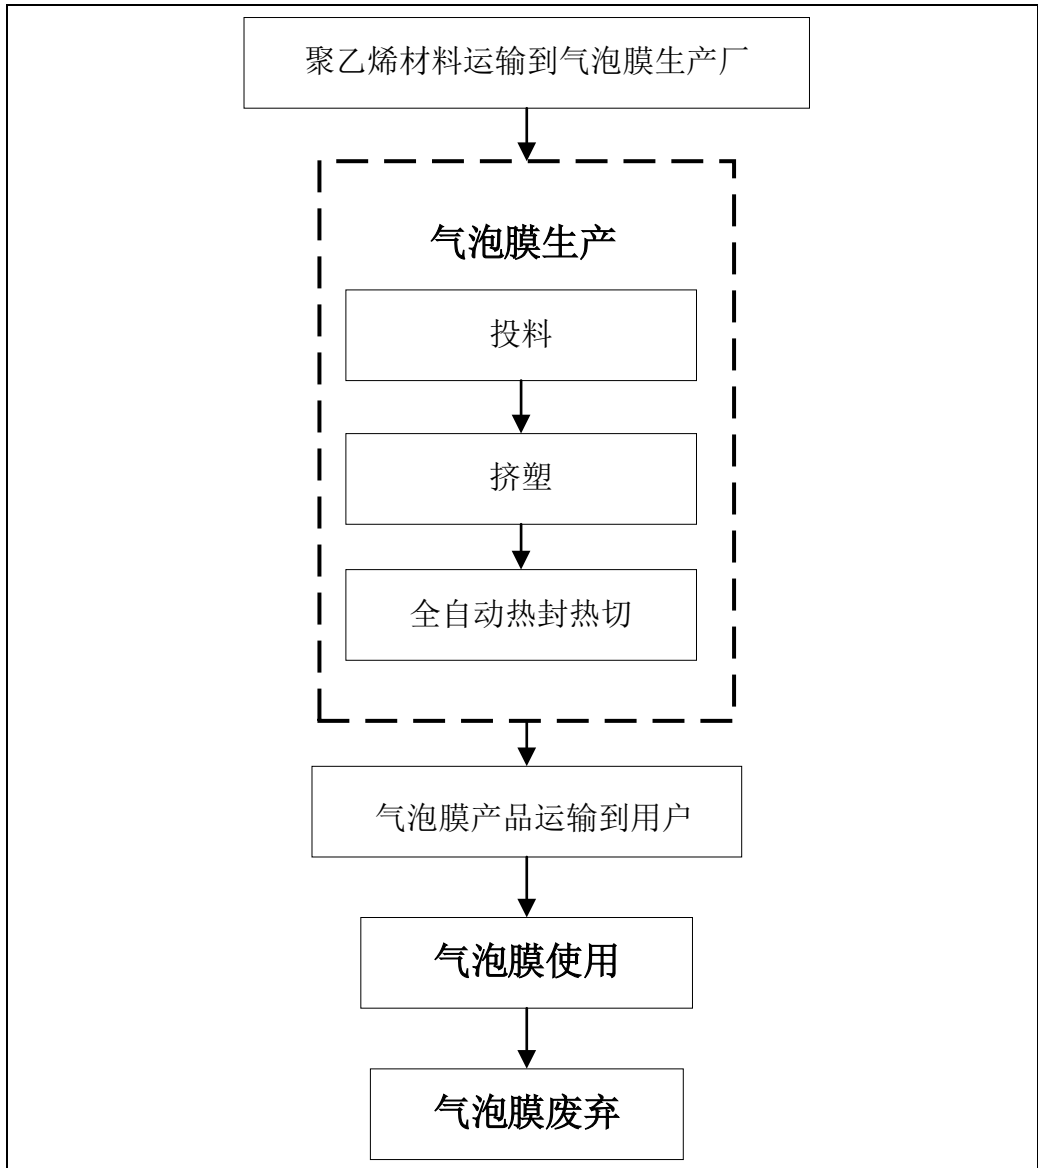 聚乙烯材料运输到气泡膜生产厂
气泡膜生产
投料
挤塑
全自动热封热切
气泡膜产品运输到用户
气泡膜使用
气泡膜废弃